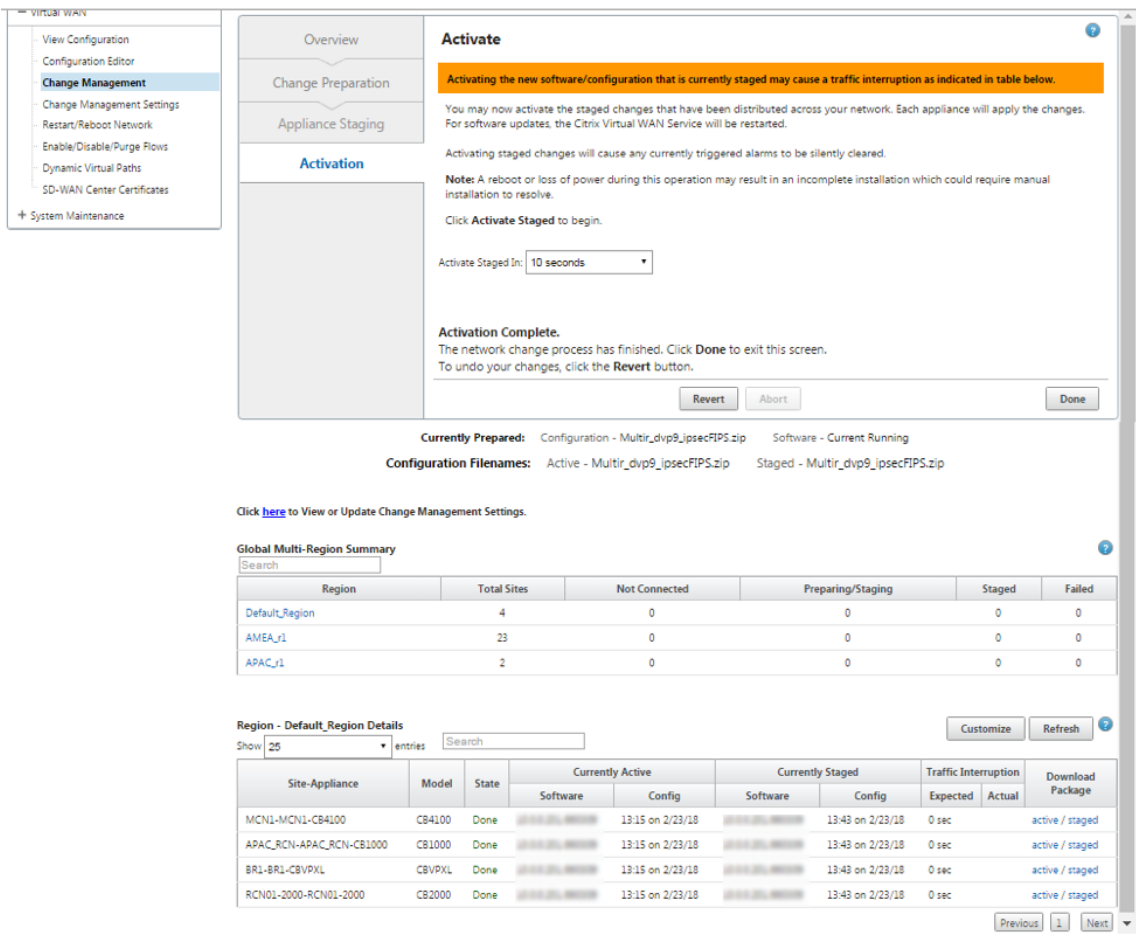 Virtual WAN
View Configuration
Configuration Editor
Change Management
Change Management Settings
Restart/Reboot Network
Enable/Disable/Purge Flows
Dynamic Virtual Paths
SD-WAN Center Certificates
+ System Maintenance
Overview
Change Preparation
Appliance Staging
Activation
Activate
?
Activating the new software/configuration that is currently staged may cause a traffic interruption as indicated in table below.
You may now activate the staged changes that have been distributed across your network. Each appliance will apply the changes.
For software updates, the Citrix Virtual WAN Service will be restarted.
Activating staged changes will cause any currently triggered alarms to be silently cleared.
Note: A reboot or loss of power during this operation may result in an incomplete installation which could require manual
installation to resolve.
Click Activate Staged to begin.
Activate Staged In: 10 seconds
Activation Complete.
The network change process has finished. Click Done to exit this screen.
To undo your changes, click the Revert button.
Revert Abort Done
Currently Prepared: Configuration - Multir_dvp9_ipsecFIPS.zip Software - Current Running
Configuration Filenames: Active - Multir_dvp9_ipsecFIPS.zip Staged - Multir_dvp9_ipsecFIPS.zip
Click here to View or Update Change Management Settings.
Global Multi-Region Summary ?
Search
Region Total Sites Not Connected Preparing/Staging Staged Failed
Default_Region 4 0 0 0 0
AMEA_r1 23 0 0 0 0
APAC_r1 2 0 0 0 0
Region - Default_Region Details
Customize Refresh ?
Show 25 entries Search
Site-Appliance Model State Currently Active Currently Staged Traffic Interruption Download Package
Software Config Software Config Expected Actual
MCN1-MCN1-CB4100 CB4100 Done 13:15 on 2/23/18 13:43 on 2/23/18 0 sec active / staged
APAC_RCN-APAC_RCN-CB1000 CB1000 Done 13:15 on 2/23/18 13:43 on 2/23/18 0 sec active / staged
BR1-BR1-CBVPXL CBVPXL Done 13:15 on 2/23/18 13:43 on 2/23/18 0 sec active / staged
RCN01-2000-RCN01-2000 CB2000 Done 13:15 on 2/23/18 13:43 on 2/23/18 0 sec active / staged
Previous 1 Next